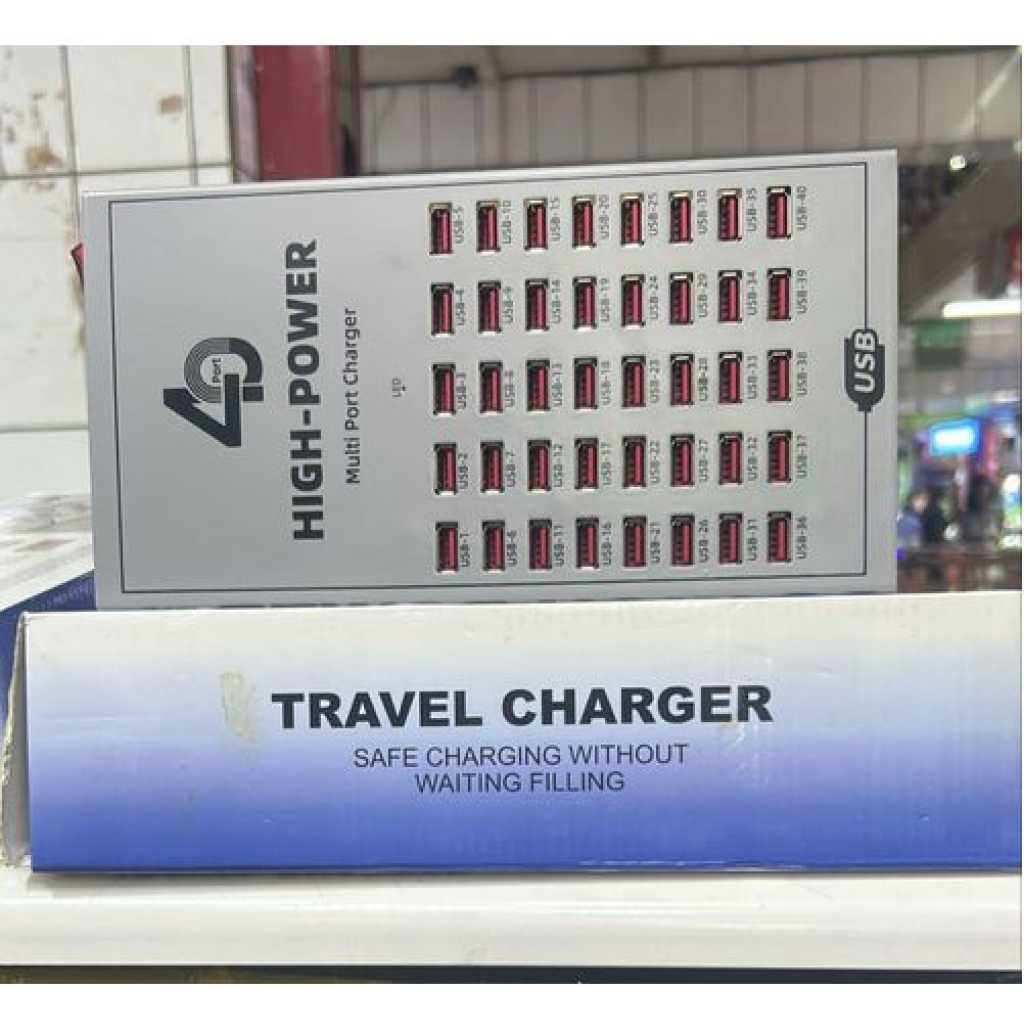 40
Port
HIGH-POWER
Multi Port Charger
LED
USB-5
USB-10
USB-15
USB-20
USB-25
USB-30
USB-35
USB-40
USB-4
USB-9
USB-14
USB-19
USB-24
USB-29
USB-34
USB-39
USB-3
USB-8
USB-13
USB-18
USB-23
USB-28
USB-33
USB-38
USB-2
USB-7
USB-12
USB-17
USB-22
USB-27
USB-32
USB-37
USB-1
USB-6
USB-11
USB-16
USB-21
USB-26
USB-31
USB-36
USB
TRAVEL CHARGER
SAFE CHARGING WITHOUT
WAITING FILLING